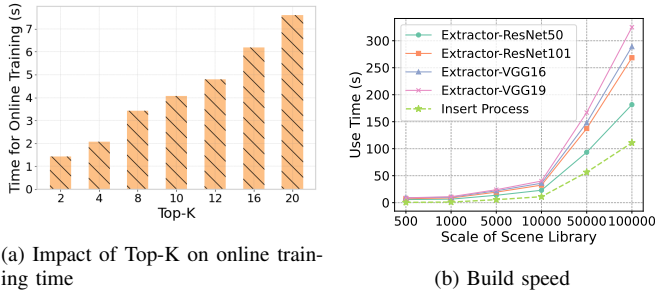 Time for Online Training (s)
7
6
5
4
3
2
1
0
2 4 8 10 12 16 20
Top-K
(a) Impact of Top-K on online train-
ing time
Use Time (s)
300
250
200
150
100
50
0
Extractor-ResNet50
Extractor-ResNet101
Extractor-VGG16
Extractor-VGG19
Insert Process
500 1000 5000 10000 50000 100000
Scale of Scene Library
(b) Build speed